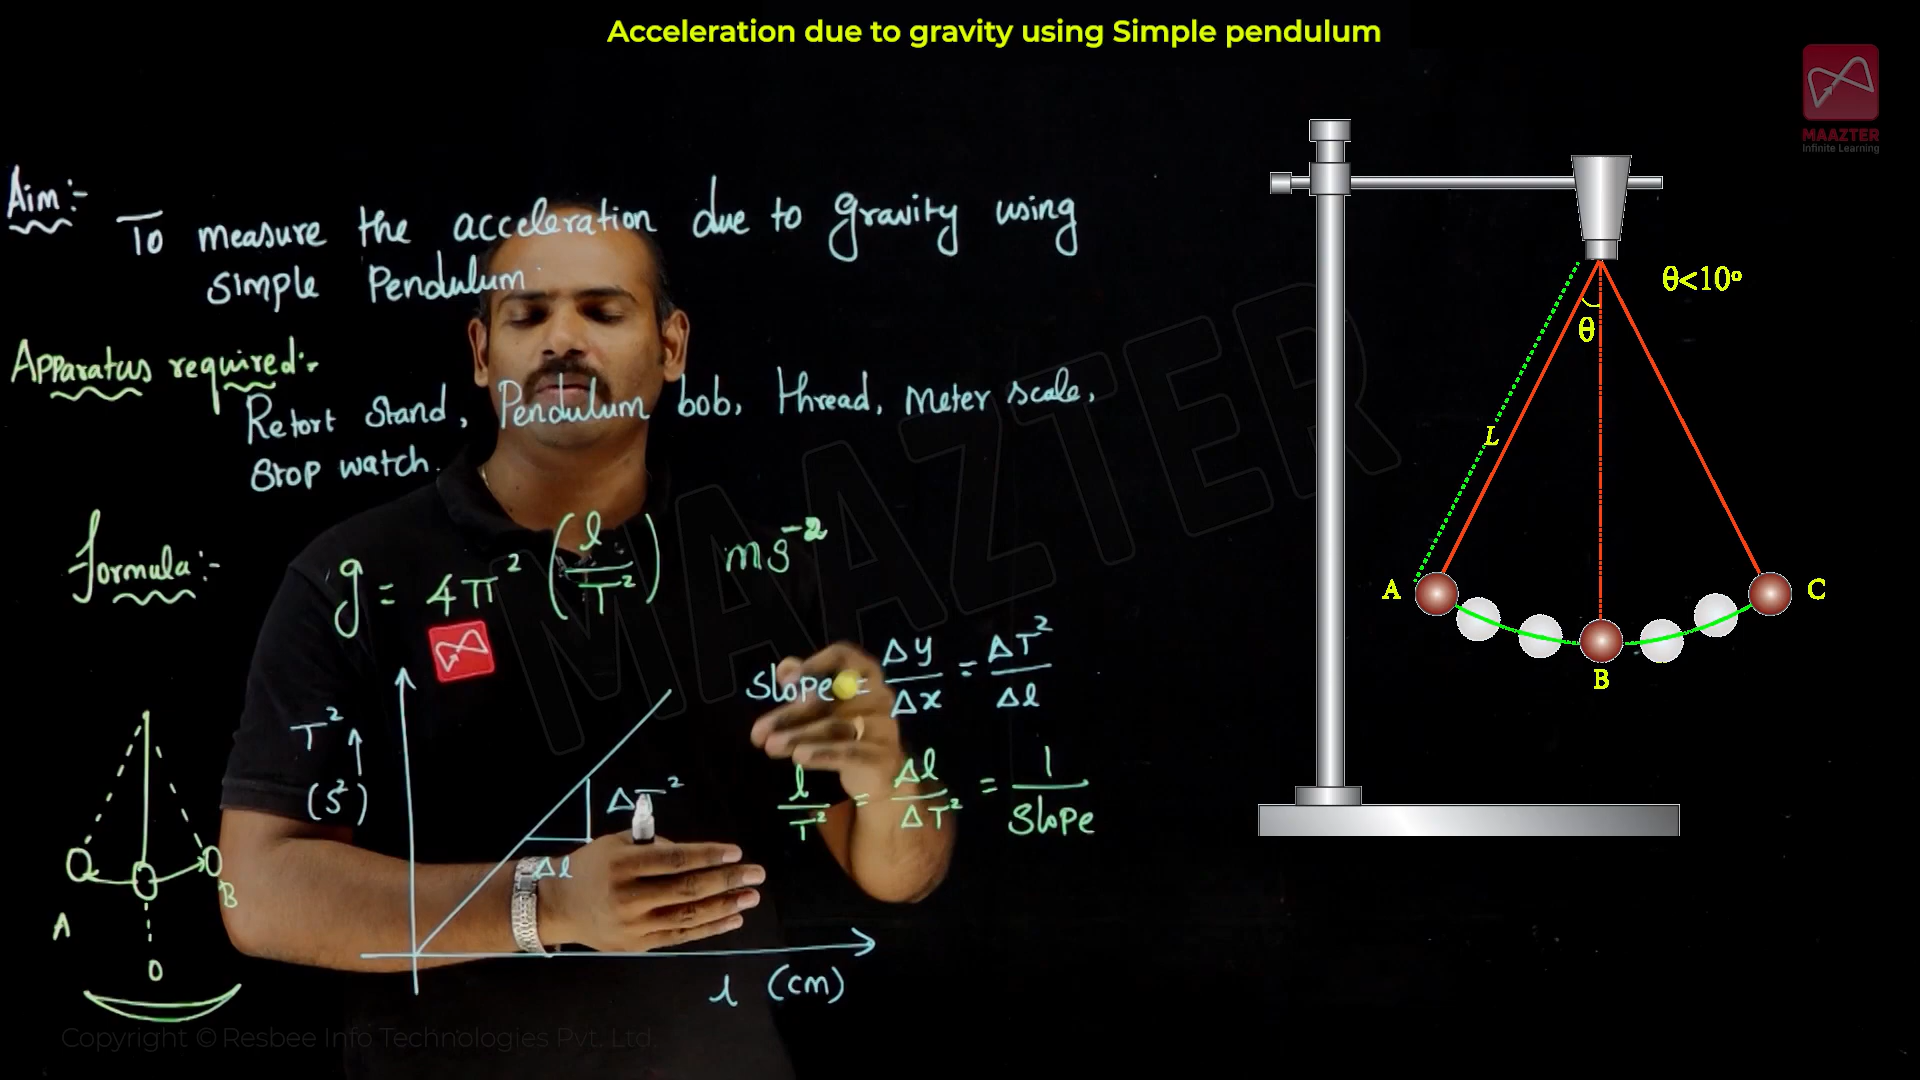 Acceleration due to gravity using Simple pendulum
MAAZTER
Infinite Learning
Aim:-
To measure the acceleration due to gravity using
simple Pendulum
Apparatus required:-
Retort stand, Pendulum bob, thread, meter scale,
Stop watch.
Formula:-
g = 4π² (l/T²) ms⁻²
Slope = Δy/Δx = ΔT²/Δl
l/T² = Δl/ΔT² = 1/Slope
T²
(s²)
ΔT²
Δl
l (cm)
A
B
O
θ<10°
θ
L
A
C
B
MAAZTER
Copyright © Resbee Info Technologies Pvt. Ltd.